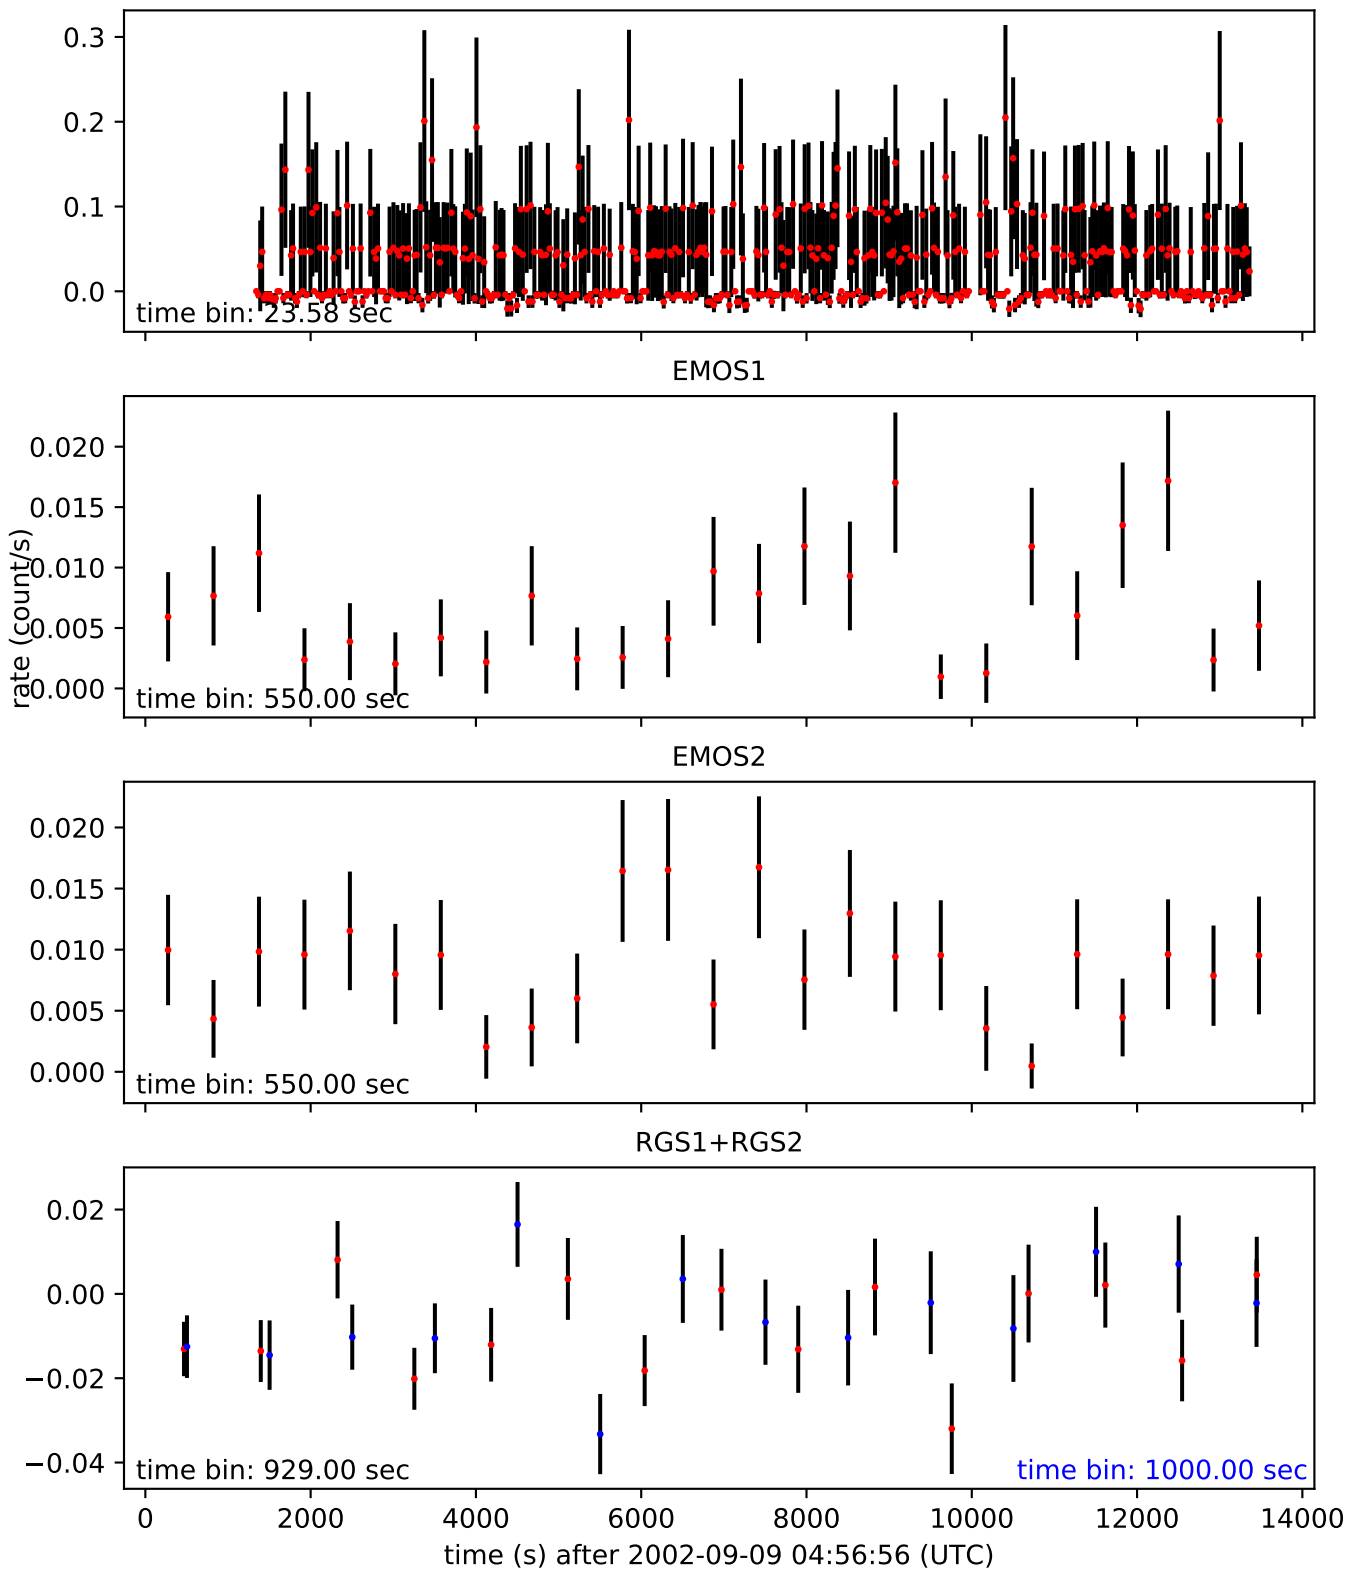 0.3
0.2
0.1
0.0
time bin: 23.58 sec
EMOS1
0.020
0.015
0.010
0.005
0.000
rate (count/s)
time bin: 550.00 sec
EMOS2
0.020
0.015
0.010
0.005
0.000
time bin: 550.00 sec
RGS1+RGS2
0.02
0.00
−0.02
−0.04
time bin: 929.00 sec
time bin: 1000.00 sec
0 2000 4000 6000 8000 10000 12000 14000
time (s) after 2002-09-09 04:56:56 (UTC)